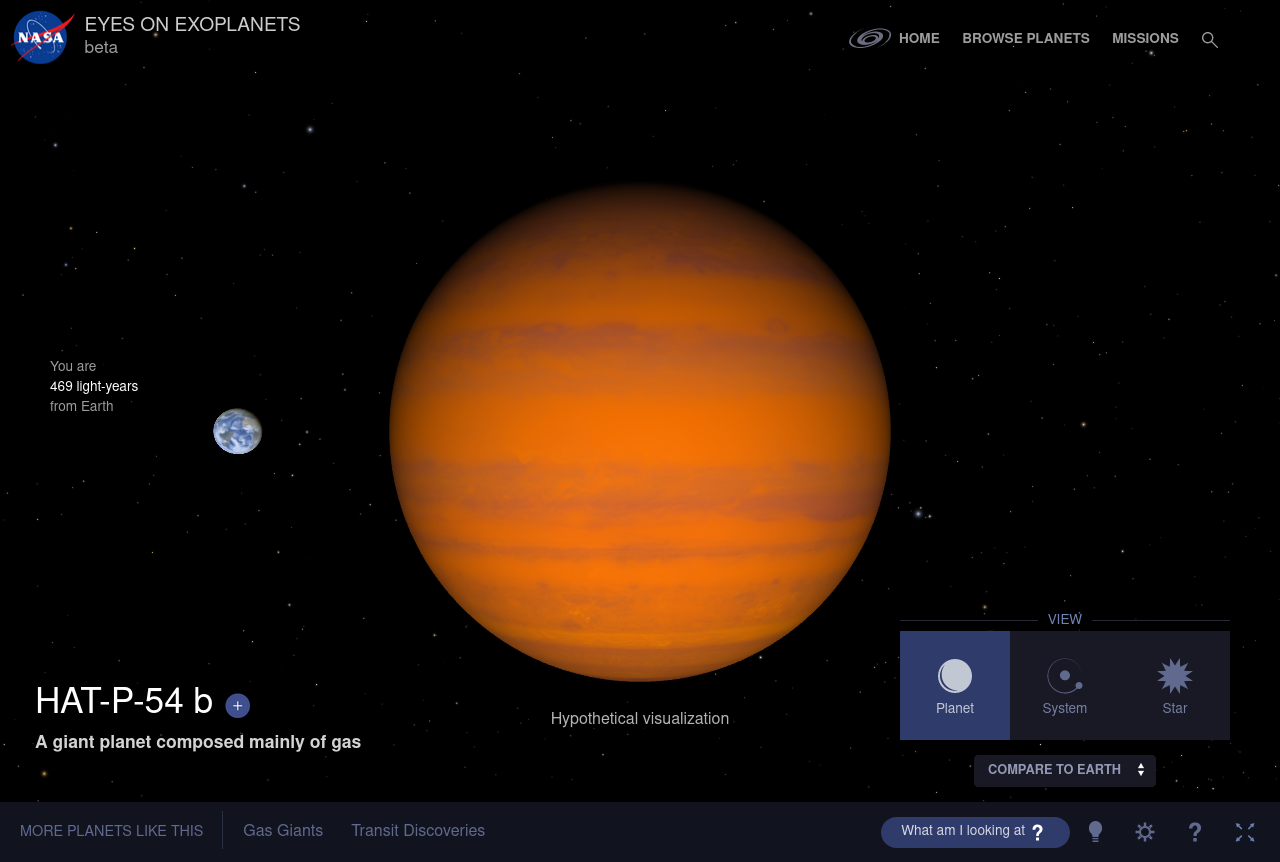 NASA
EYES ON EXOPLANETS
beta
HOME
BROWSE PLANETS
MISSIONS
You are
469 light-years
from Earth
VIEW
Planet
System
Star
HAT-P-54 b +
A giant planet composed mainly of gas
Hypothetical visualization
COMPARE TO EARTH
MORE PLANETS LIKE THIS
Gas Giants
Transit Discoveries
What am I looking at ?
?